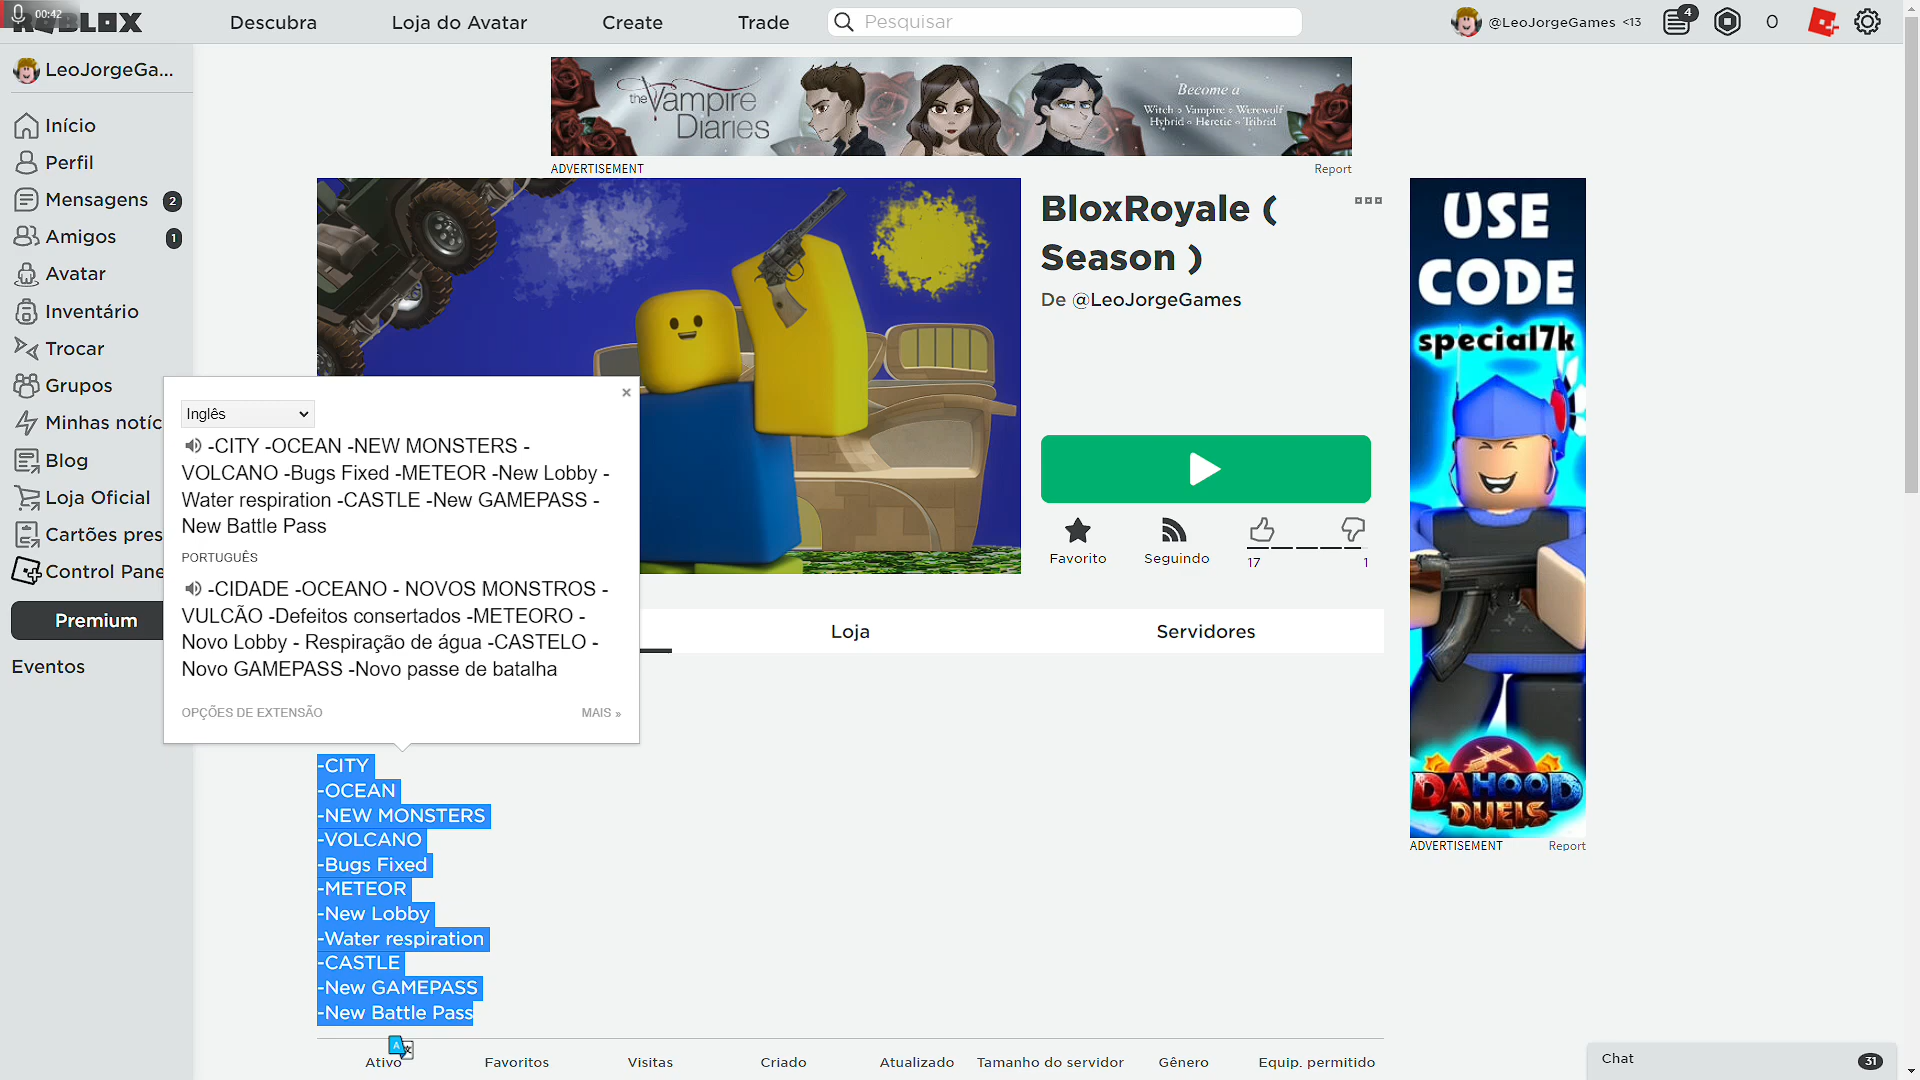 00:42
ROBLOX
Descubra
Loja do Avatar
Create
Trade
Pesquisar
@LeoJorgeGames <13
4
0
LeoJorgeGa...
Início
Perfil
Mensagens 2
Amigos 1
Avatar
Inventário
Trocar
Grupos
Minhas notíc
Blog
Loja Oficial
Cartões pres
Control Pane
Premium
Eventos
the Vampire
Diaries
Become a
Witch ⋄ Vampire ⋄ Werewolf
Hybrid ⋄ Heretic ⋄ Tribrid
ADVERTISEMENT
Report
BloxRoyale (
Season )
De @LeoJorgeGames
Favorito
Seguindo
17
1
Inglês
-CITY -OCEAN -NEW MONSTERS -
VOLCANO -Bugs Fixed -METEOR -New Lobby -
Water respiration -CASTLE -New GAMEPASS -
New Battle Pass
PORTUGUÊS
-CIDADE -OCEANO - NOVOS MONSTROS -
VULCÃO -Defeitos consertados -METEORO -
Novo Lobby - Respiração de água -CASTELO -
Novo GAMEPASS -Novo passe de batalha
OPÇÕES DE EXTENSÃO
MAIS »
Loja
Servidores
-CITY
-OCEAN
-NEW MONSTERS
-VOLCANO
-Bugs Fixed
-METEOR
-New Lobby
-Water respiration
-CASTLE
-New GAMEPASS
-New Battle Pass
Ativo
Favoritos
Visitas
Criado
Atualizado
Tamanho do servidor
Gênero
Equip. permitido
USE
CODE
special7k
DAHOOD
DUELS
ADVERTISEMENT
Report
Chat
31